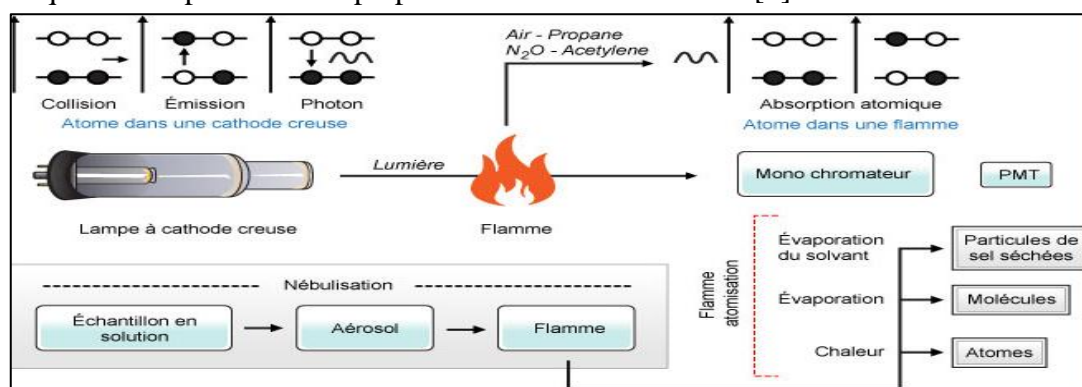 Air - Propane
N2O - Acetylene
Collision
Émission
Photon
Absorption atomique
Atome dans une cathode creuse
Atome dans une flamme
Lumière
Mono chromateur
PMT
Lampe à cathode creuse
Flamme
Nébulisation
Échantillon en
solution
Aérosol
Flamme
Flamme
atomisation
Évaporation
du solvant
Particules de
sel séchées
Évaporation
Molécules
Chaleur
Atomes